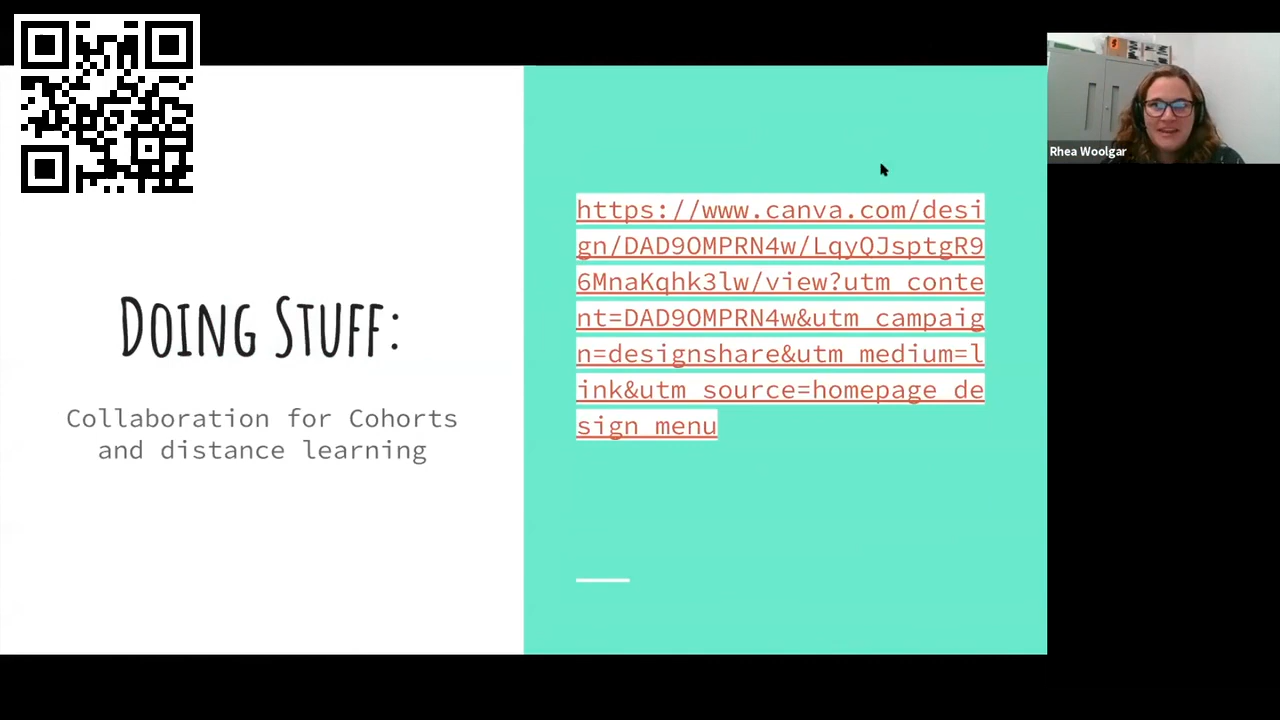 Rhea Woolgar
https://www.canva.com/desi
gn/DAD9OMPRN4w/LqyQJsptgR9
6MnaKqhk3lw/view?utm_conte
nt=DAD9OMPRN4w&utm_campaig
n=designshare&utm_medium=l
ink&utm_source=homepage_de
sign_menu
DOING STUFF:
Collaboration for Cohorts
and distance learning